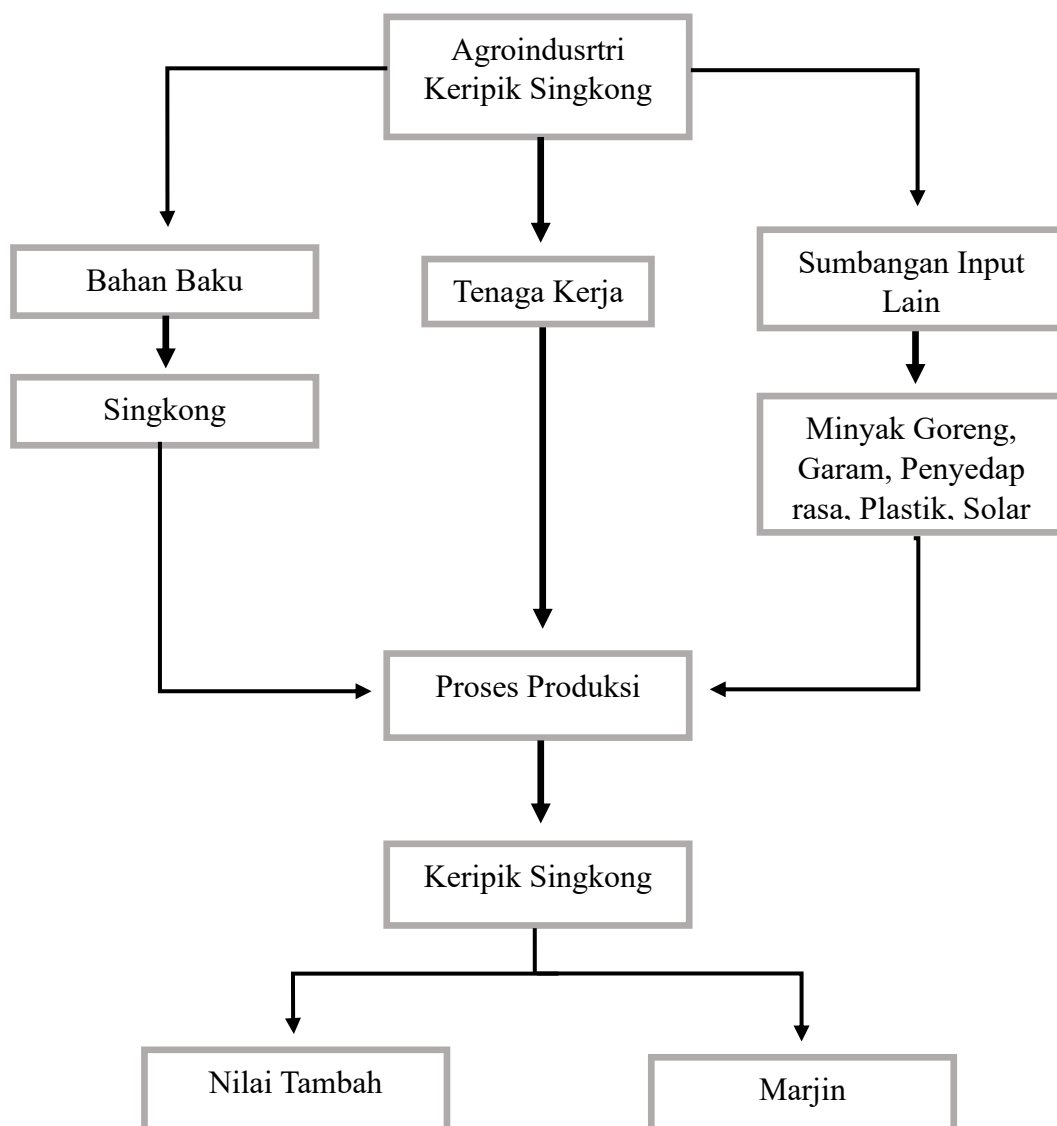 Agroindusrtri
Keripik Singkong
Bahan Baku
Tenaga Kerja
Sumbangan Input
Lain
Singkong
Minyak Goreng,
Garam, Penyedap
rasa, Plastik, Solar
Proses Produksi
Keripik Singkong
Nilai Tambah
Marjin